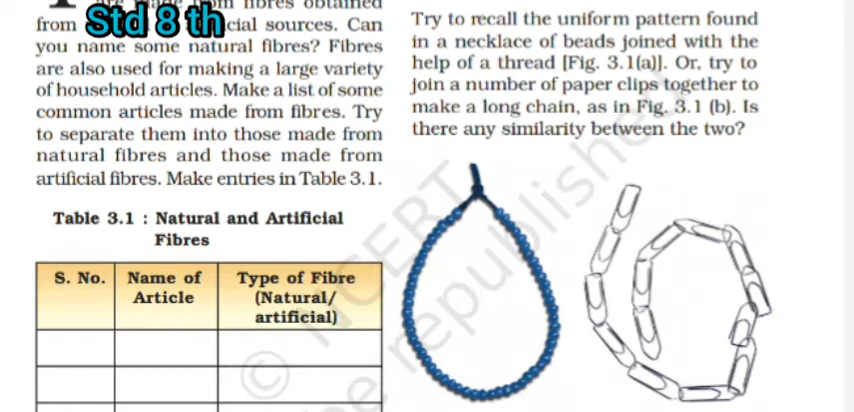 from
Std 8 th
cial sources. Can
you name some natural fibres? Fibres
are also used for making a large variety
of household articles. Make a list of some
common articles made from fibres. Try
to separate them into those made from
natural fibres and those made from
artificial fibres. Make entries in Table 3.1.
Table 3.1 : Natural and Artificial
Fibres
S. No.
Name of
Article
Type of Fibre
(Natural/
artificial)
Try to recall the uniform pattern found
in a necklace of beads joined with the
help of a thread [Fig. 3.1(a)]. Or, try to
join a number of paper clips together to
make a long chain, as in Fig. 3.1 (b). Is
there any similarity between the two?
© NCERT
be republished